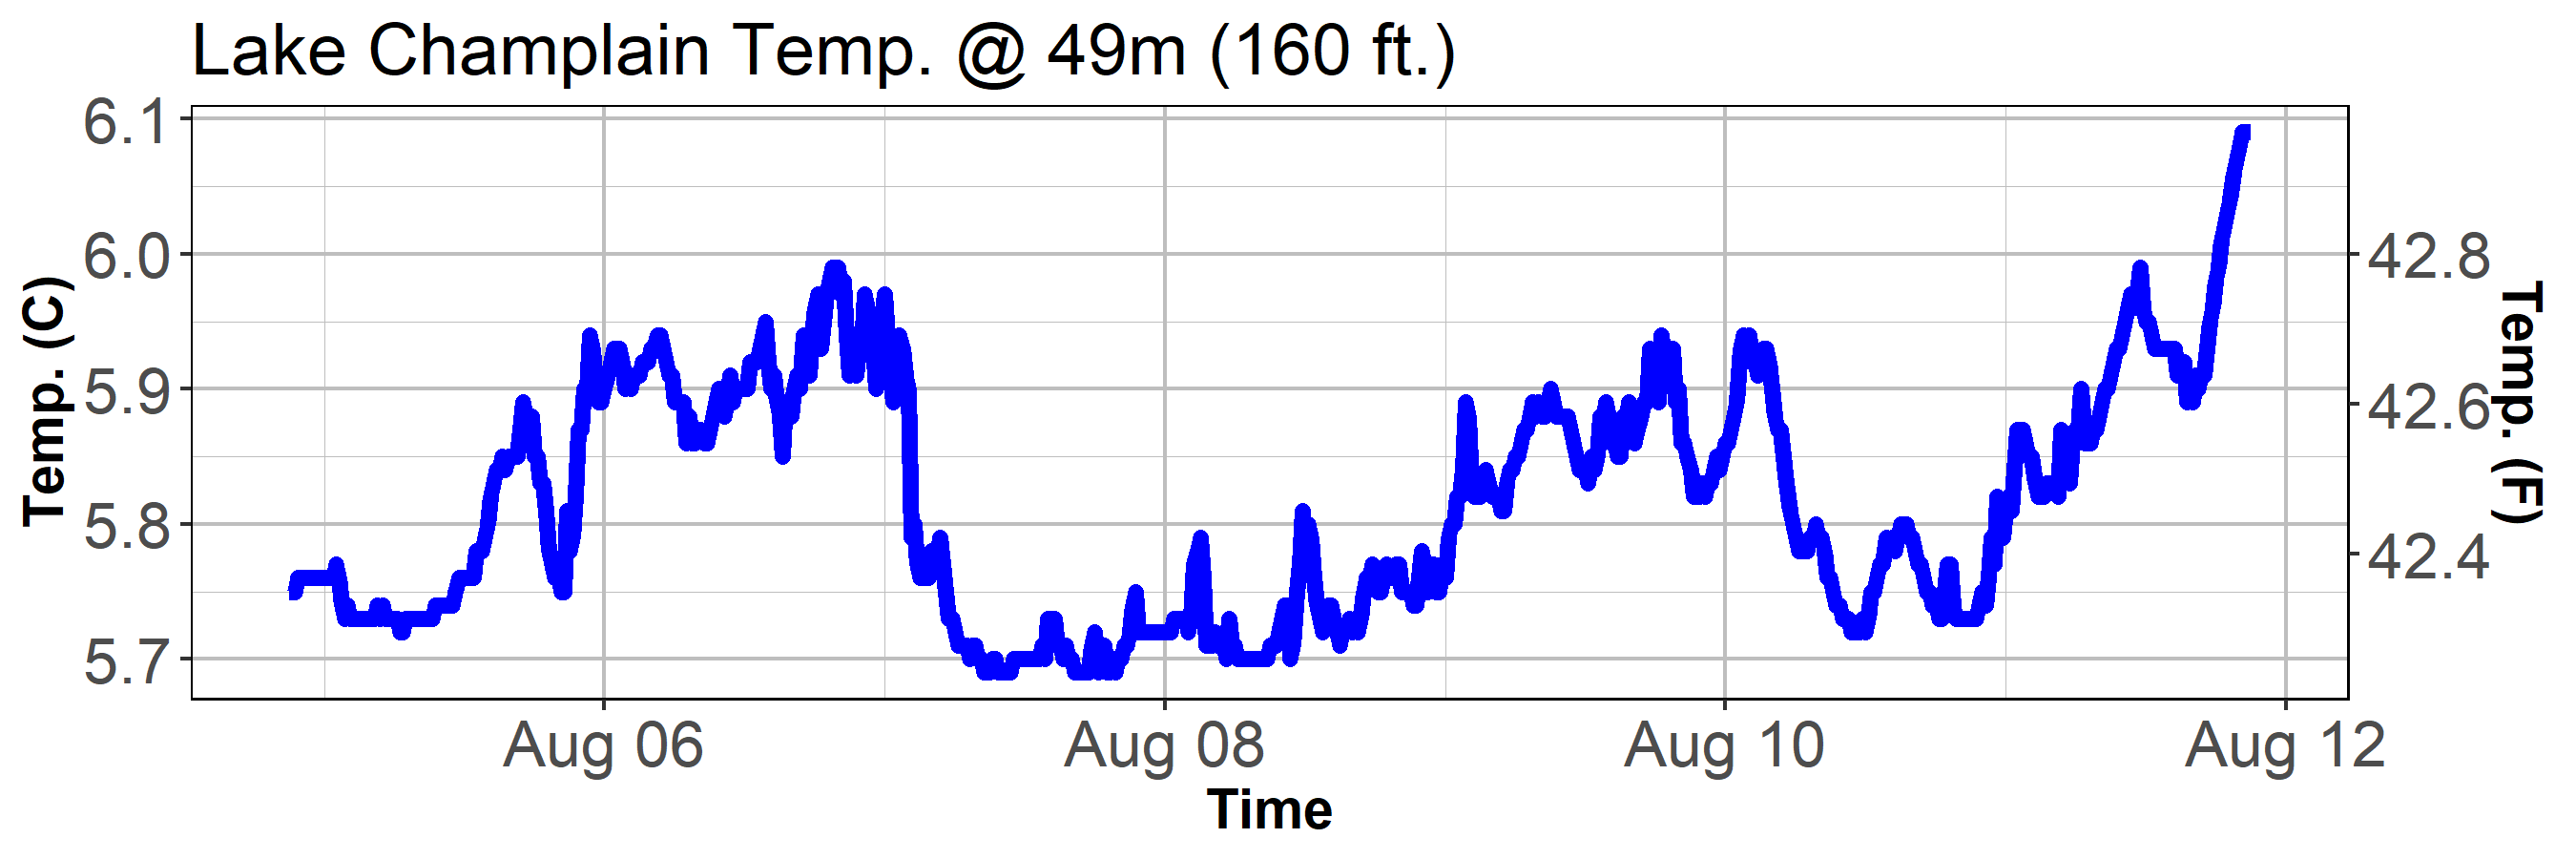 Lake Champlain Temp. @ 49m (160 ft.)
6.1
6.0
5.9
5.8
5.7
Temp. (C)
42.8
42.6
42.4
Temp. (F)
Aug 06 Aug 08 Aug 10 Aug 12
Time